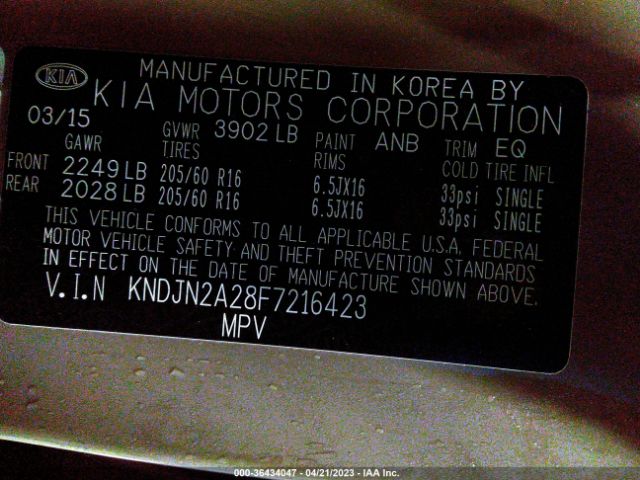 KIA
MANUFACTURED IN KOREA BY
KIA MOTORS CORPORATION
03/15 GVWR 3902 LB PAINT ANB TRIM EQ
GAWR TIRES RIMS COLD TIRE INFL
FRONT 2249 LB 205/60 R16 6.5JX16 33psi SINGLE
REAR 2028 LB 205/60 R16 6.5JX16 33psi SINGLE
THIS VEHICLE CONFORMS TO ALL APPLICABLE U.S.A. FEDERAL
MOTOR VEHICLE SAFETY AND THEFT PREVENTION STANDARDS
IN EFFECT ON THE DATE OF MANUFACTURE SHOWN ABOVE.
V.I.N KNDJN2A28F7216423
MPV
000-36434047 - 04/21/2023 - IAA Inc.